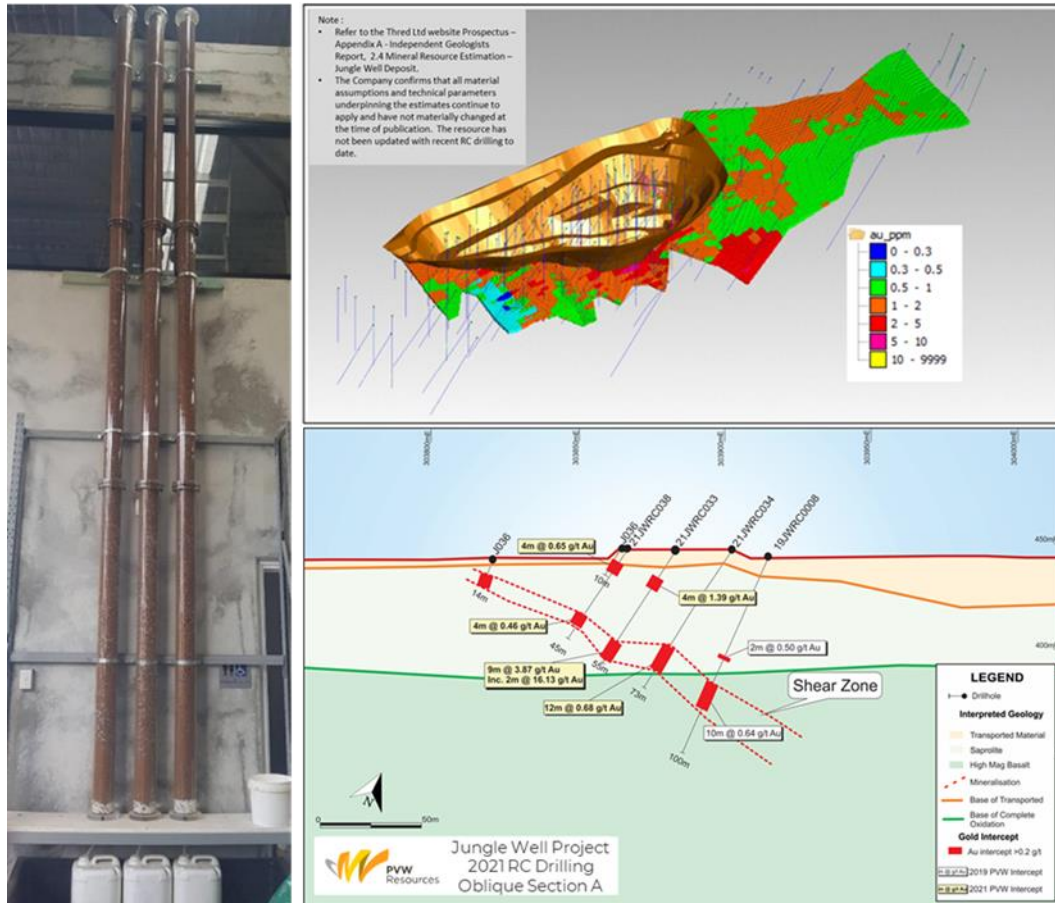 Note :
• Refer to the Thred Ltd website Prospectus –
Appendix A - Independent Geologists
Report, 2.4 Mineral Resource Estimation –
Jungle Well Deposit.
• The Company confirms that all material
assumptions and technical parameters
underpinning the estimates continue to
apply and have not materially changed at
the time of publication. The resource has
not been updated with recent RC drilling to
date.
au_ppm
0 - 0.3
0.3 - 0.5
0.5 - 1
1 - 2
2 - 5
5 - 10
10 - 9999
303800mE
303850mE
303900mE
303950mE
304000mE
J036
J036
21JWRC038
21JWRC033
21JWRC034
19JWRC0008
450mE
400mE
4m @ 0.65 g/t Au
10m
14m
4m @ 1.39 g/t Au
4m @ 0.46 g/t Au
45m
55m
2m @ 0.50 g/t Au
9m @ 3.87 g/t Au
Inc. 2m @ 16.13 g/t Au
73m
12m @ 0.68 g/t Au
Shear Zone
10m @ 0.64 g/t Au
100m
N
0 50m
PVW
Resources
Jungle Well Project
2021 RC Drilling
Oblique Section A
LEGEND
Drillhole
Interpreted Geology
Transported Material
Saprolite
High Mag Basalt
Mineralisation
Base of Transported
Base of Complete
Oxidation
Gold Intercept
Au intercept >0.2 g/t
2019 PVW Intercept
2021 PVW Intercept